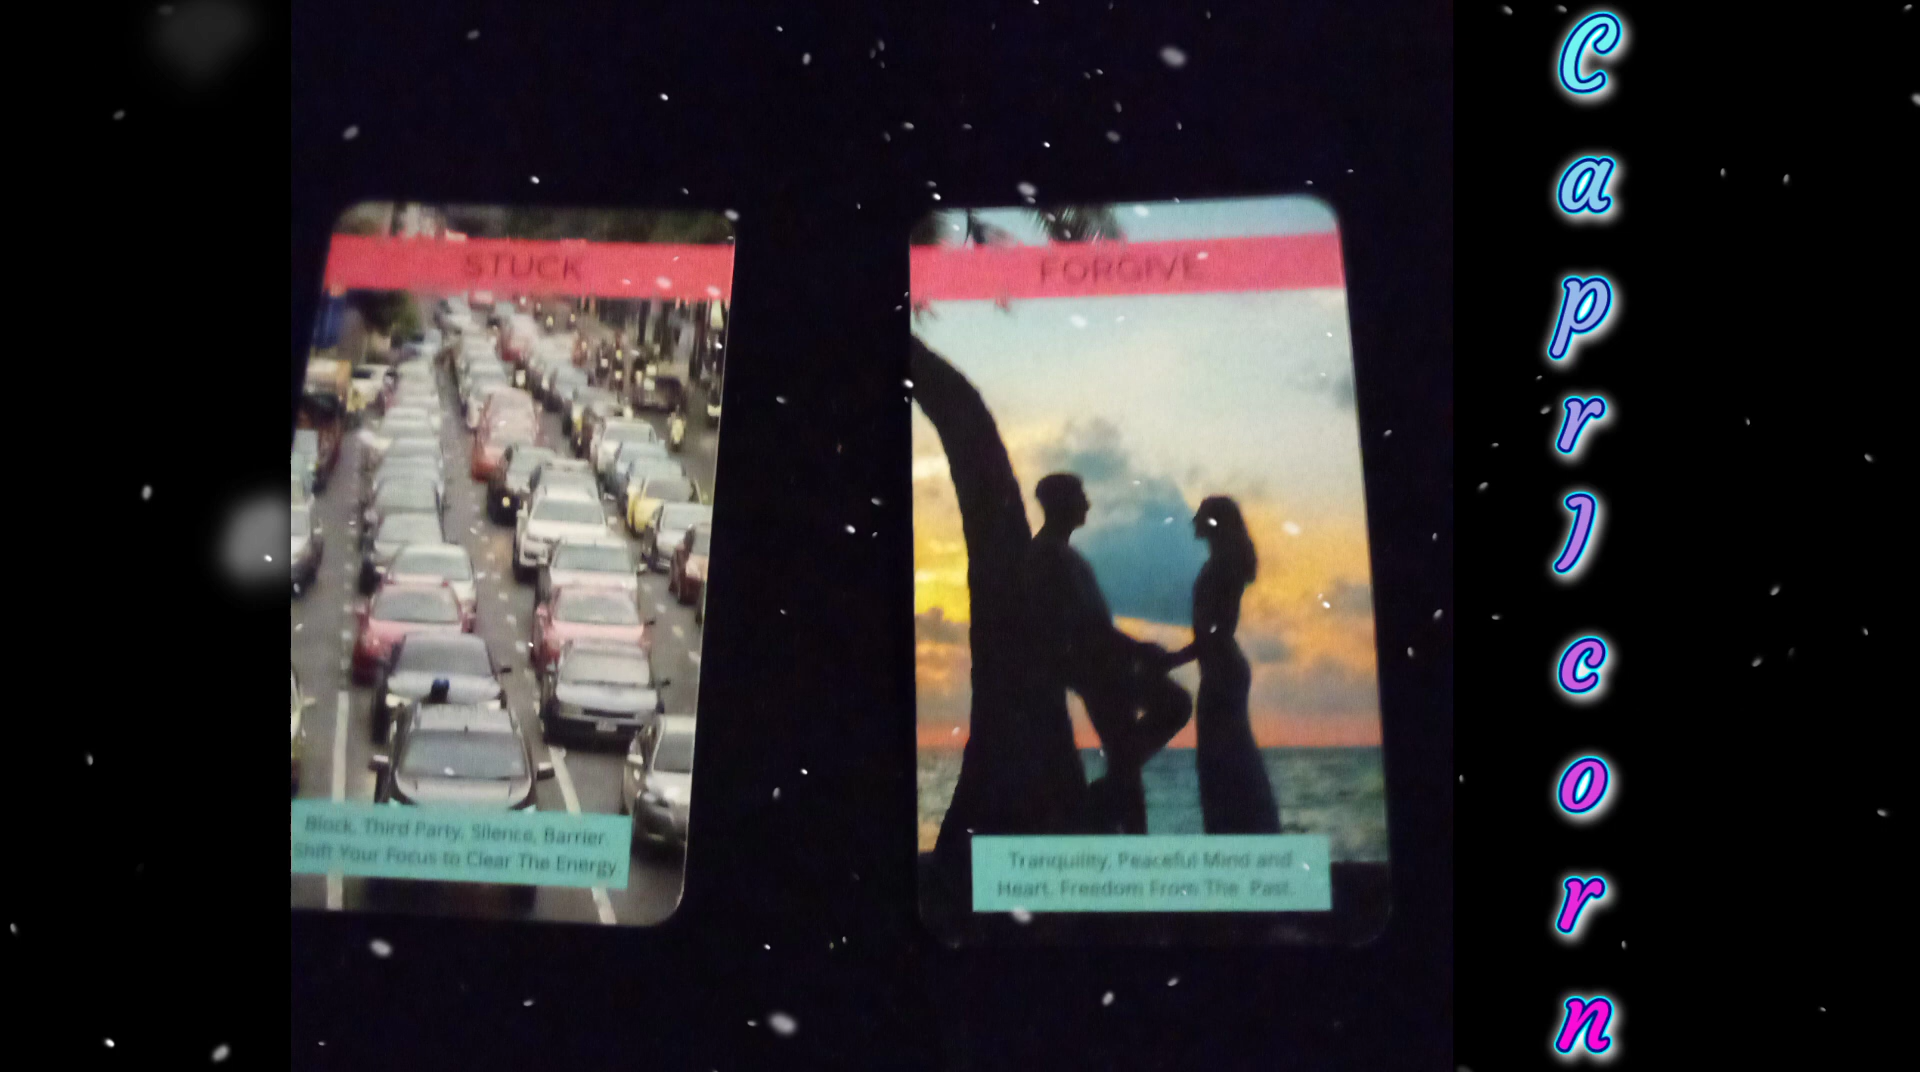 STUCK
Block, Third Party, Silence, Barrier.
Shift Your Focus to Clear The Energy
FORGIVE
Tranquility, Peaceful Mind and
Heart. Freedom From The Past.
Capricorn